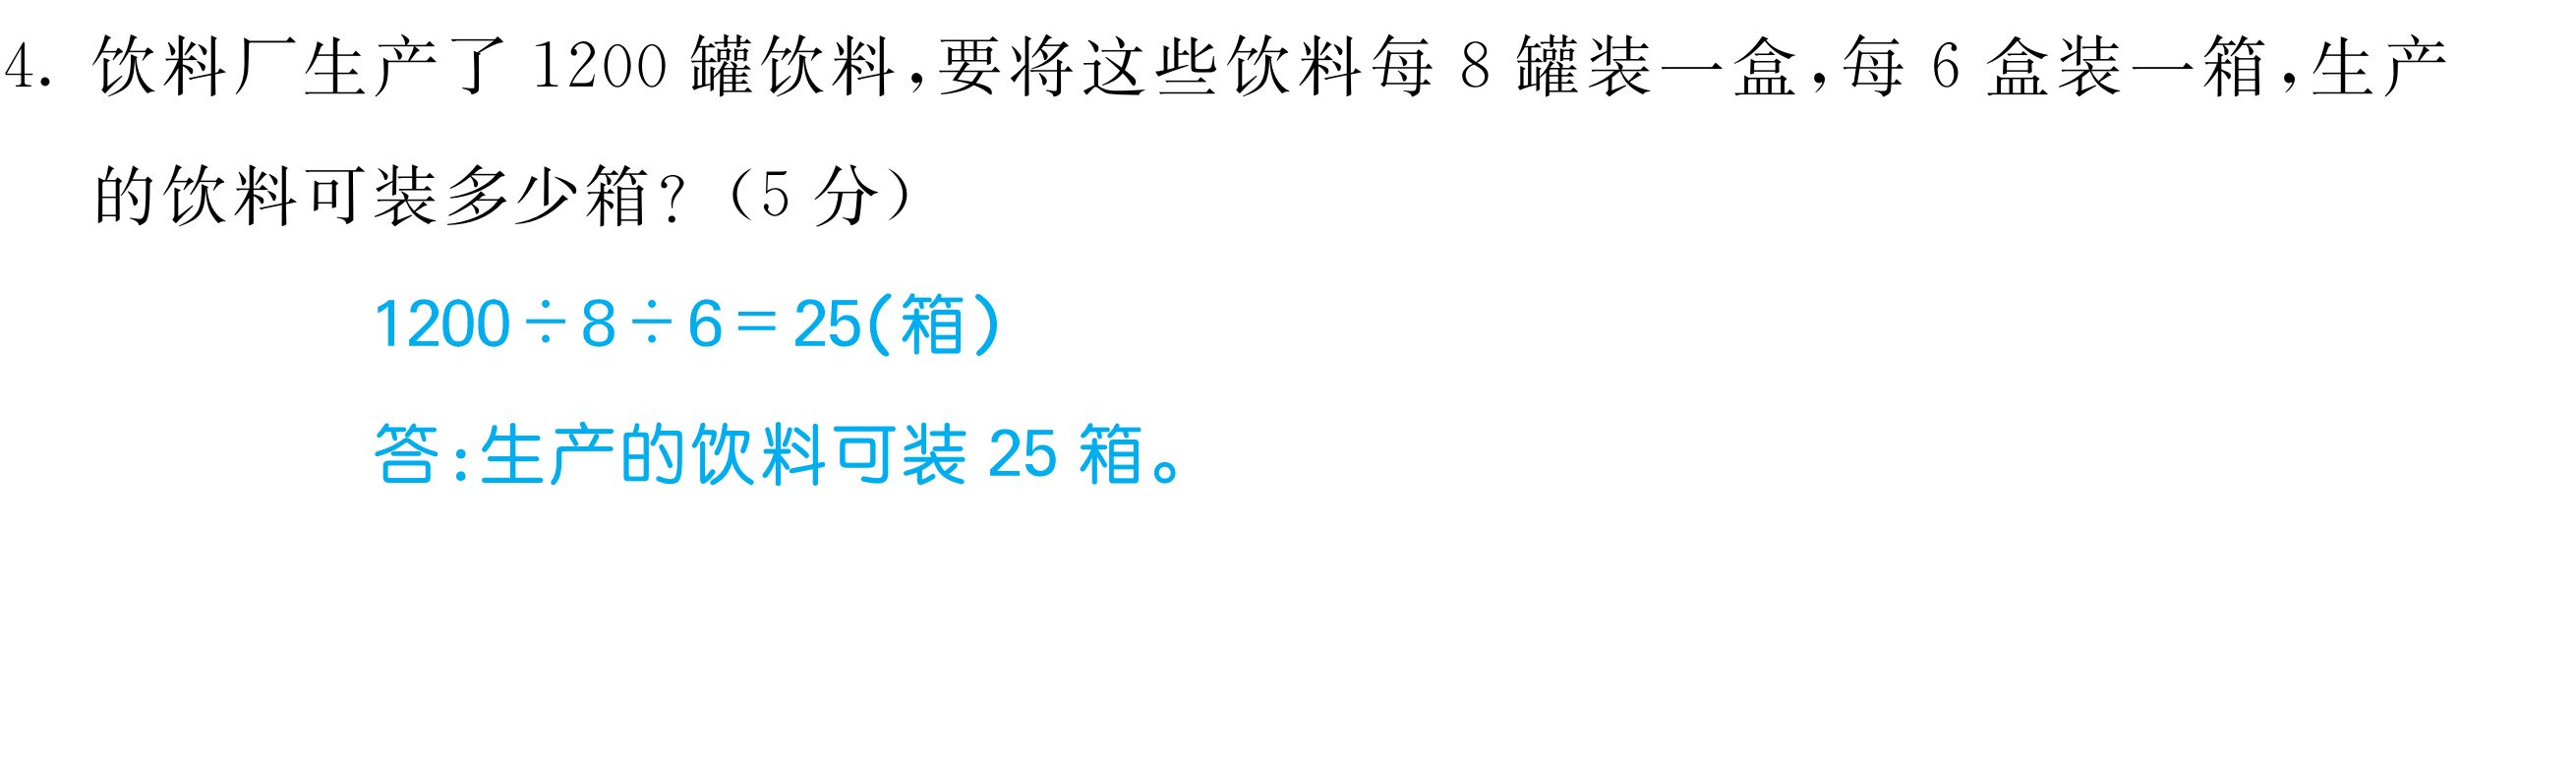 4. 饮料厂生产了 1200 罐饮料,要将这些饮料每 8 罐装一盒,每 6 盒装一箱,生产
的饮料可装多少箱?(5 分)
1200÷8÷6=25(箱)
答:生产的饮料可装 25 箱。